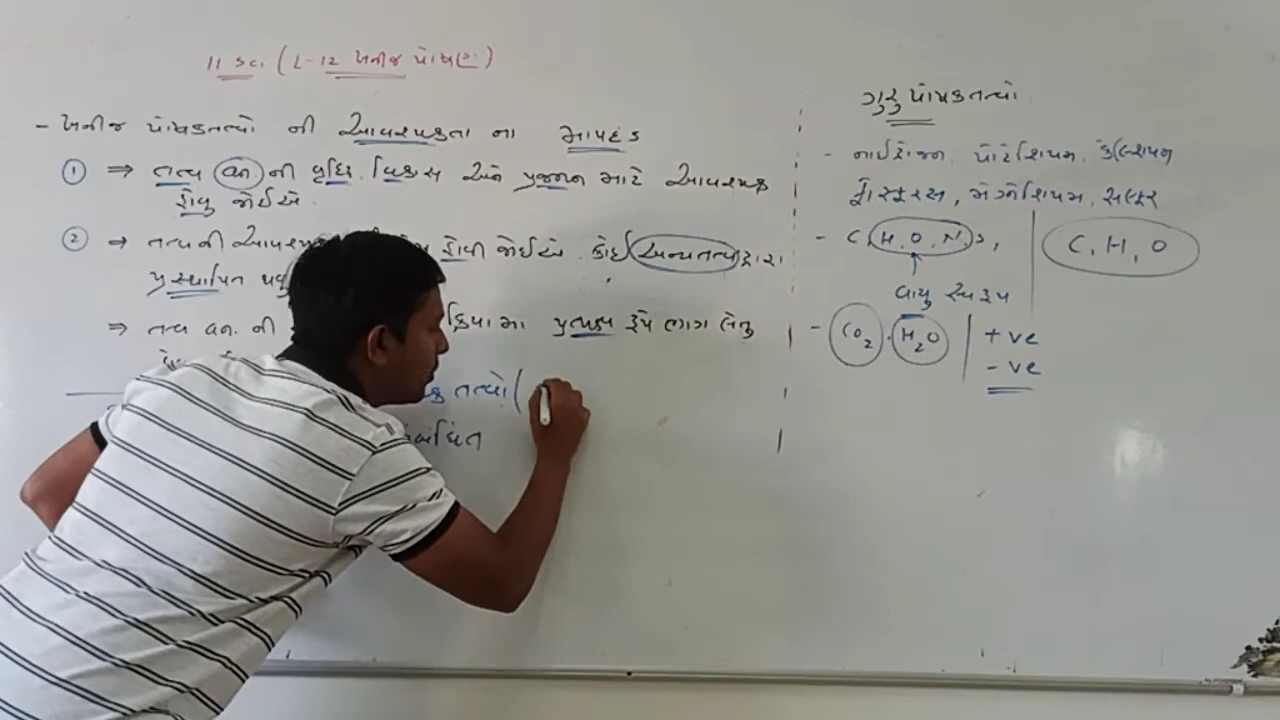 11 Sc. (L-12 ખનીજ પોષણ)
- ખનીજ પોષકતત્વો ની આવશ્યકતા ના માપદંડ
① ⇒ તત્વ વન. ની વૃદ્ધિ, વિકાસ અને પ્રજનન માટે આવશ્યક
હોવુ જોઈએ.
② ⇒ તત્વની હોવી જોઈએ. કોઈ અન્યતત્વ દ્વારા
પ્રસ્થાપિત
⇒ તત્વ વન. ની ક્રિયામા પ્રત્યક્ષ રૂપે ભાગ લેતુ
તત્વો (
ગુરુ પોષકતત્વો
- નાઈટ્રોજન, પોટેશિયમ, કેલ્શિયમ
ફોસ્ફરસ, મેગ્નેશિયમ, સલ્ફર
- C, H, O, N, S, C, H, O
વાયુ સ્વરૂપ
- CO₂, H₂O +ve
-ve